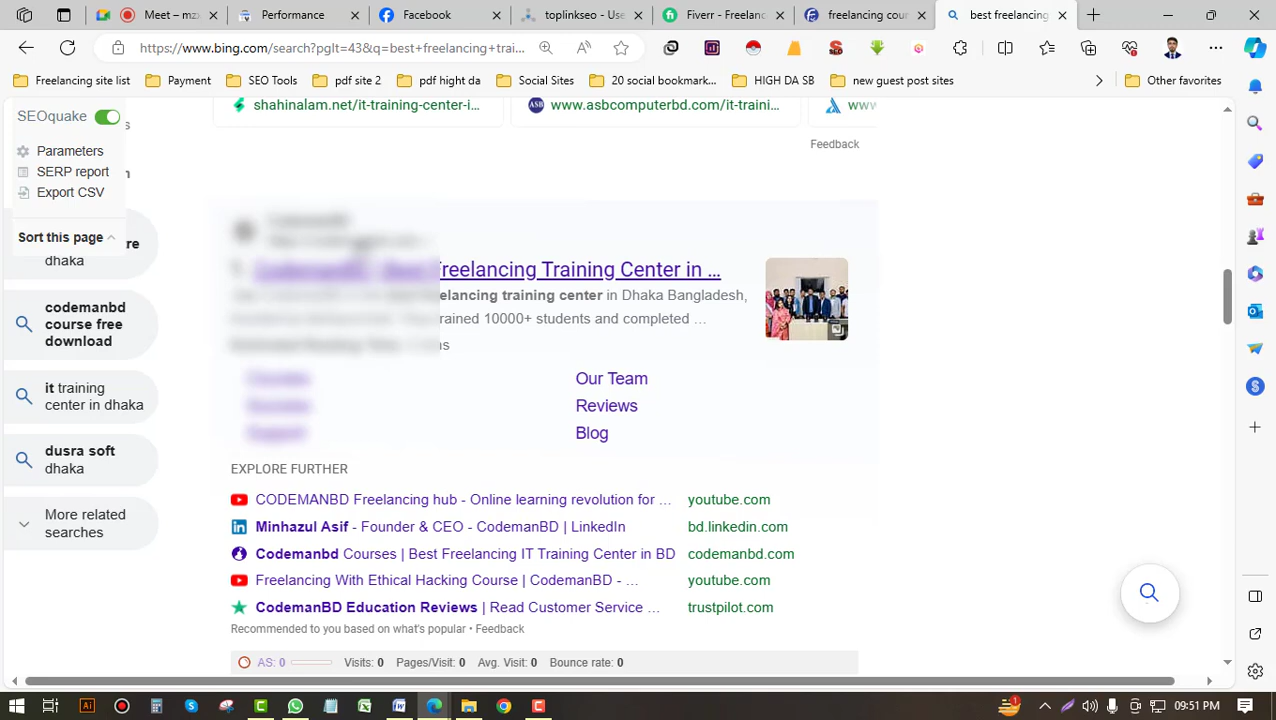 Meet – mz
Performanc
Facebook
toplinkseo - Use
Fiverr - Freelanc
freelancing cour
best freelancing
https://www.bing.com/search?pglt=43&q=best+freelancing+trai...
Freelancing site list
Payment
SEO Tools
pdf site 2
pdf hight da
Social Sites
20 social bookmark...
HIGH DA SB
new guest post sites
Other favorites
SEOquake
Parameters
SERP report
Export CSV
Sort this page
re
dhaka
codemanbd
course free
download
it training
center in dhaka
dusra soft
dhaka
More related
searches
shahinalam.net/it-training-center-i...
www.asbcomputerbd.com/it-traini...
www
Feedback
Freelancing Training Center in ...
freelancing training center in Dhaka Bangladesh,
trained 10000+ students and completed ...
Our Team
Reviews
Blog
EXPLORE FURTHER
CODEMANBD Freelancing hub - Online learning revolution for ... youtube.com
Minhazul Asif - Founder & CEO - CodemanBD | LinkedIn bd.linkedin.com
Codemanbd Courses | Best Freelancing IT Training Center in BD codemanbd.com
Freelancing With Ethical Hacking Course | CodemanBD - ... youtube.com
CodemanBD Education Reviews | Read Customer Service ... trustpilot.com
Recommended to you based on what's popular • Feedback
AS: 0 Visits: 0 Pages/Visit: 0 Avg. Visit: 0 Bounce rate: 0
09:51 PM